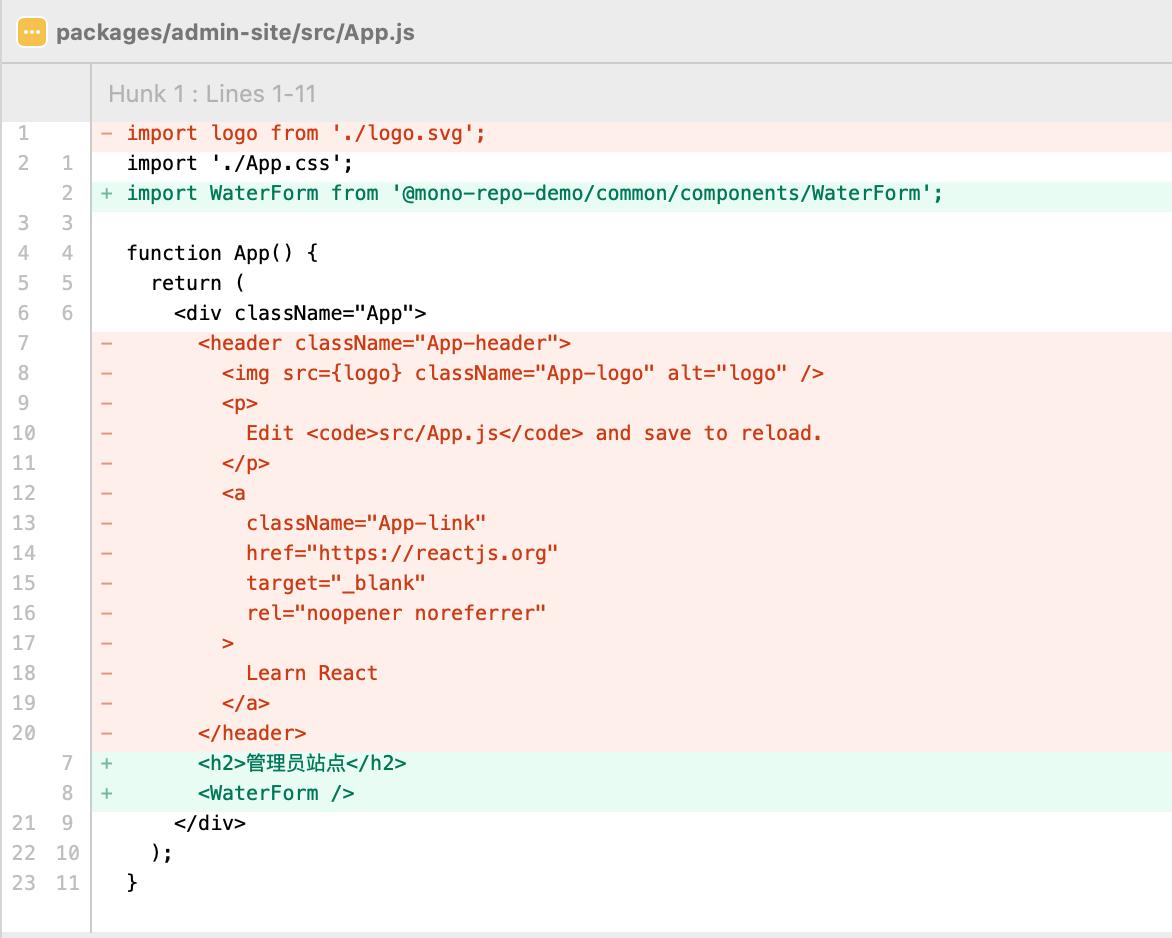 packages/admin-site/src/App.js
Hunk 1 : Lines 1-11
1 - import logo from './logo.svg';
2 1 import './App.css';
2 + import WaterForm from '@mono-repo-demo/common/components/WaterForm';
3 3
4 4 function App() {
5 5 return (
6 6 <div className="App">
7 - <header className="App-header">
8 - <img src={logo} className="App-logo" alt="logo" />
9 - <p>
10 - Edit <code>src/App.js</code> and save to reload.
11 - </p>
12 - <a
13 - className="App-link"
14 - href="https://reactjs.org"
15 - target="_blank"
16 - rel="noopener noreferrer"
17 - >
18 - Learn React
19 - </a>
20 - </header>
7 + <h2>管理员站点</h2>
8 + <WaterForm />
21 9 </div>
22 10 );
23 11 }